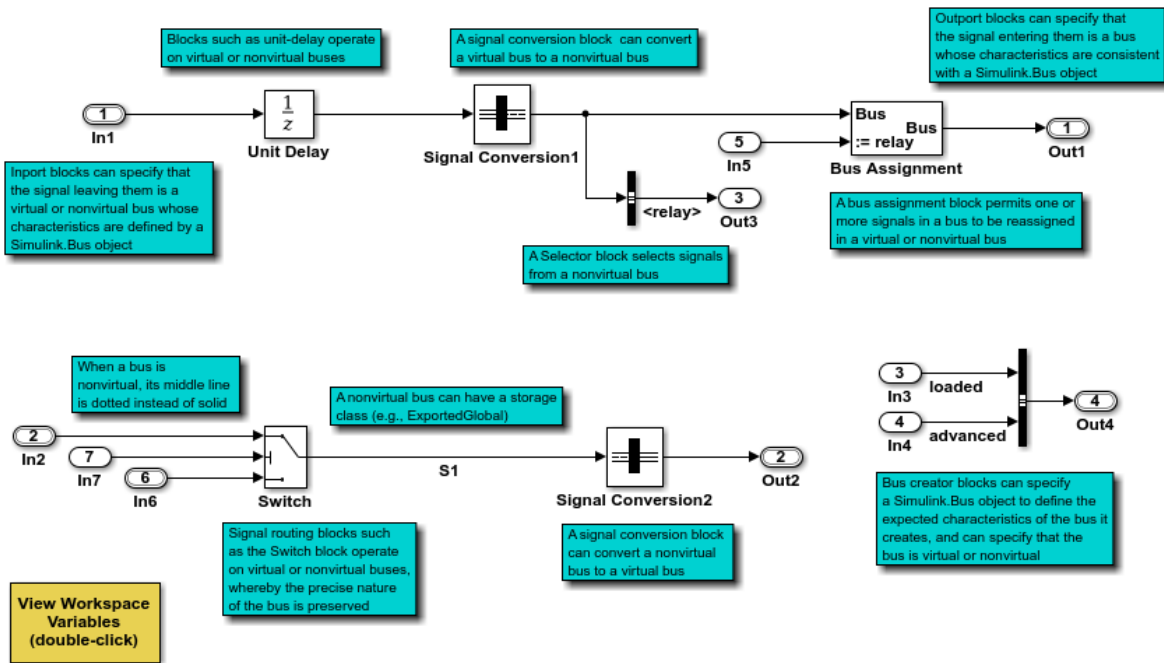 Blocks such as unit-delay operate
on virtual or nonvirtual buses
A signal conversion block can convert
a virtual bus to a nonvirtual bus
Outport blocks can specify that
the signal entering them is a bus
whose characteristics are consistent
with a Simulink.Bus object
1
In1
1
z
Unit Delay
Signal Conversion1
5
In5
Bus
:= relay
Bus
Bus Assignment
1
Out1
<relay>
3
Out3
Inport blocks can specify that
the signal leaving them is a
virtual or nonvirtual bus whose
characteristics are defined by a
Simulink.Bus object
A Selector block selects signals
from a nonvirtual bus
A bus assignment block permits one or
more signals in a bus to be reassigned
in a virtual or nonvirtual bus
When a bus is
nonvirtual, its middle line
is dotted instead of solid
A nonvirtual bus can have a storage
class (e.g., ExportedGlobal)
2
In2
7
In7
6
In6
Switch
S1
Signal Conversion2
2
Out2
3
In3
loaded
4
In4
advanced
4
Out4
Signal routing blocks such
as the Switch block operate
on virtual or nonvirtual buses,
whereby the precise nature
of the bus is preserved
A signal conversion block
can convert a nonvirtual
bus to a virtual bus
Bus creator blocks can specify
a Simulink.Bus object to define the
expected characteristics of the bus it
creates, and can specify that the
bus is virtual or nonvirtual
View Workspace
Variables
(double-click)